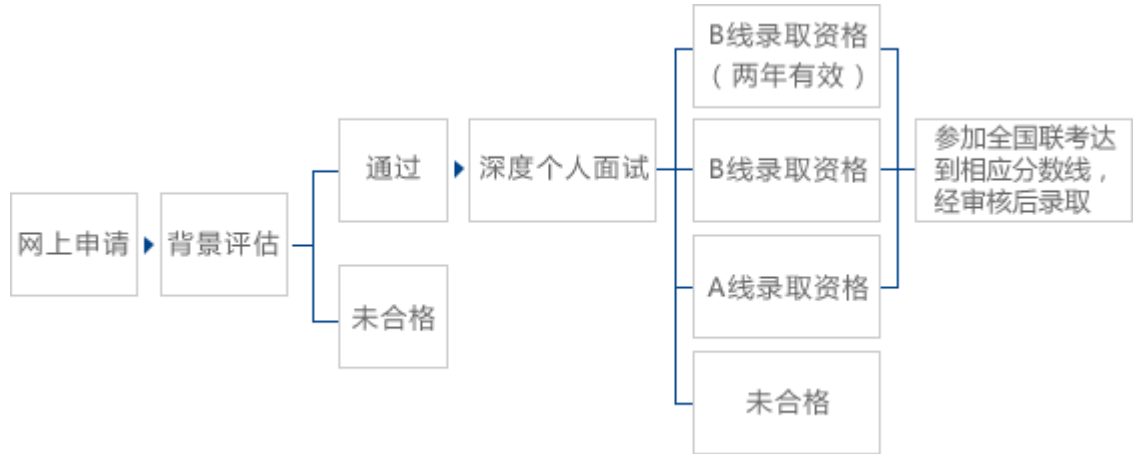 网上申请
背景评估
通过
未合格
深度个人面试
B线录取资格
（两年有效）
B线录取资格
A线录取资格
未合格
参加全国联考达
到相应分数线，
经审核后录取